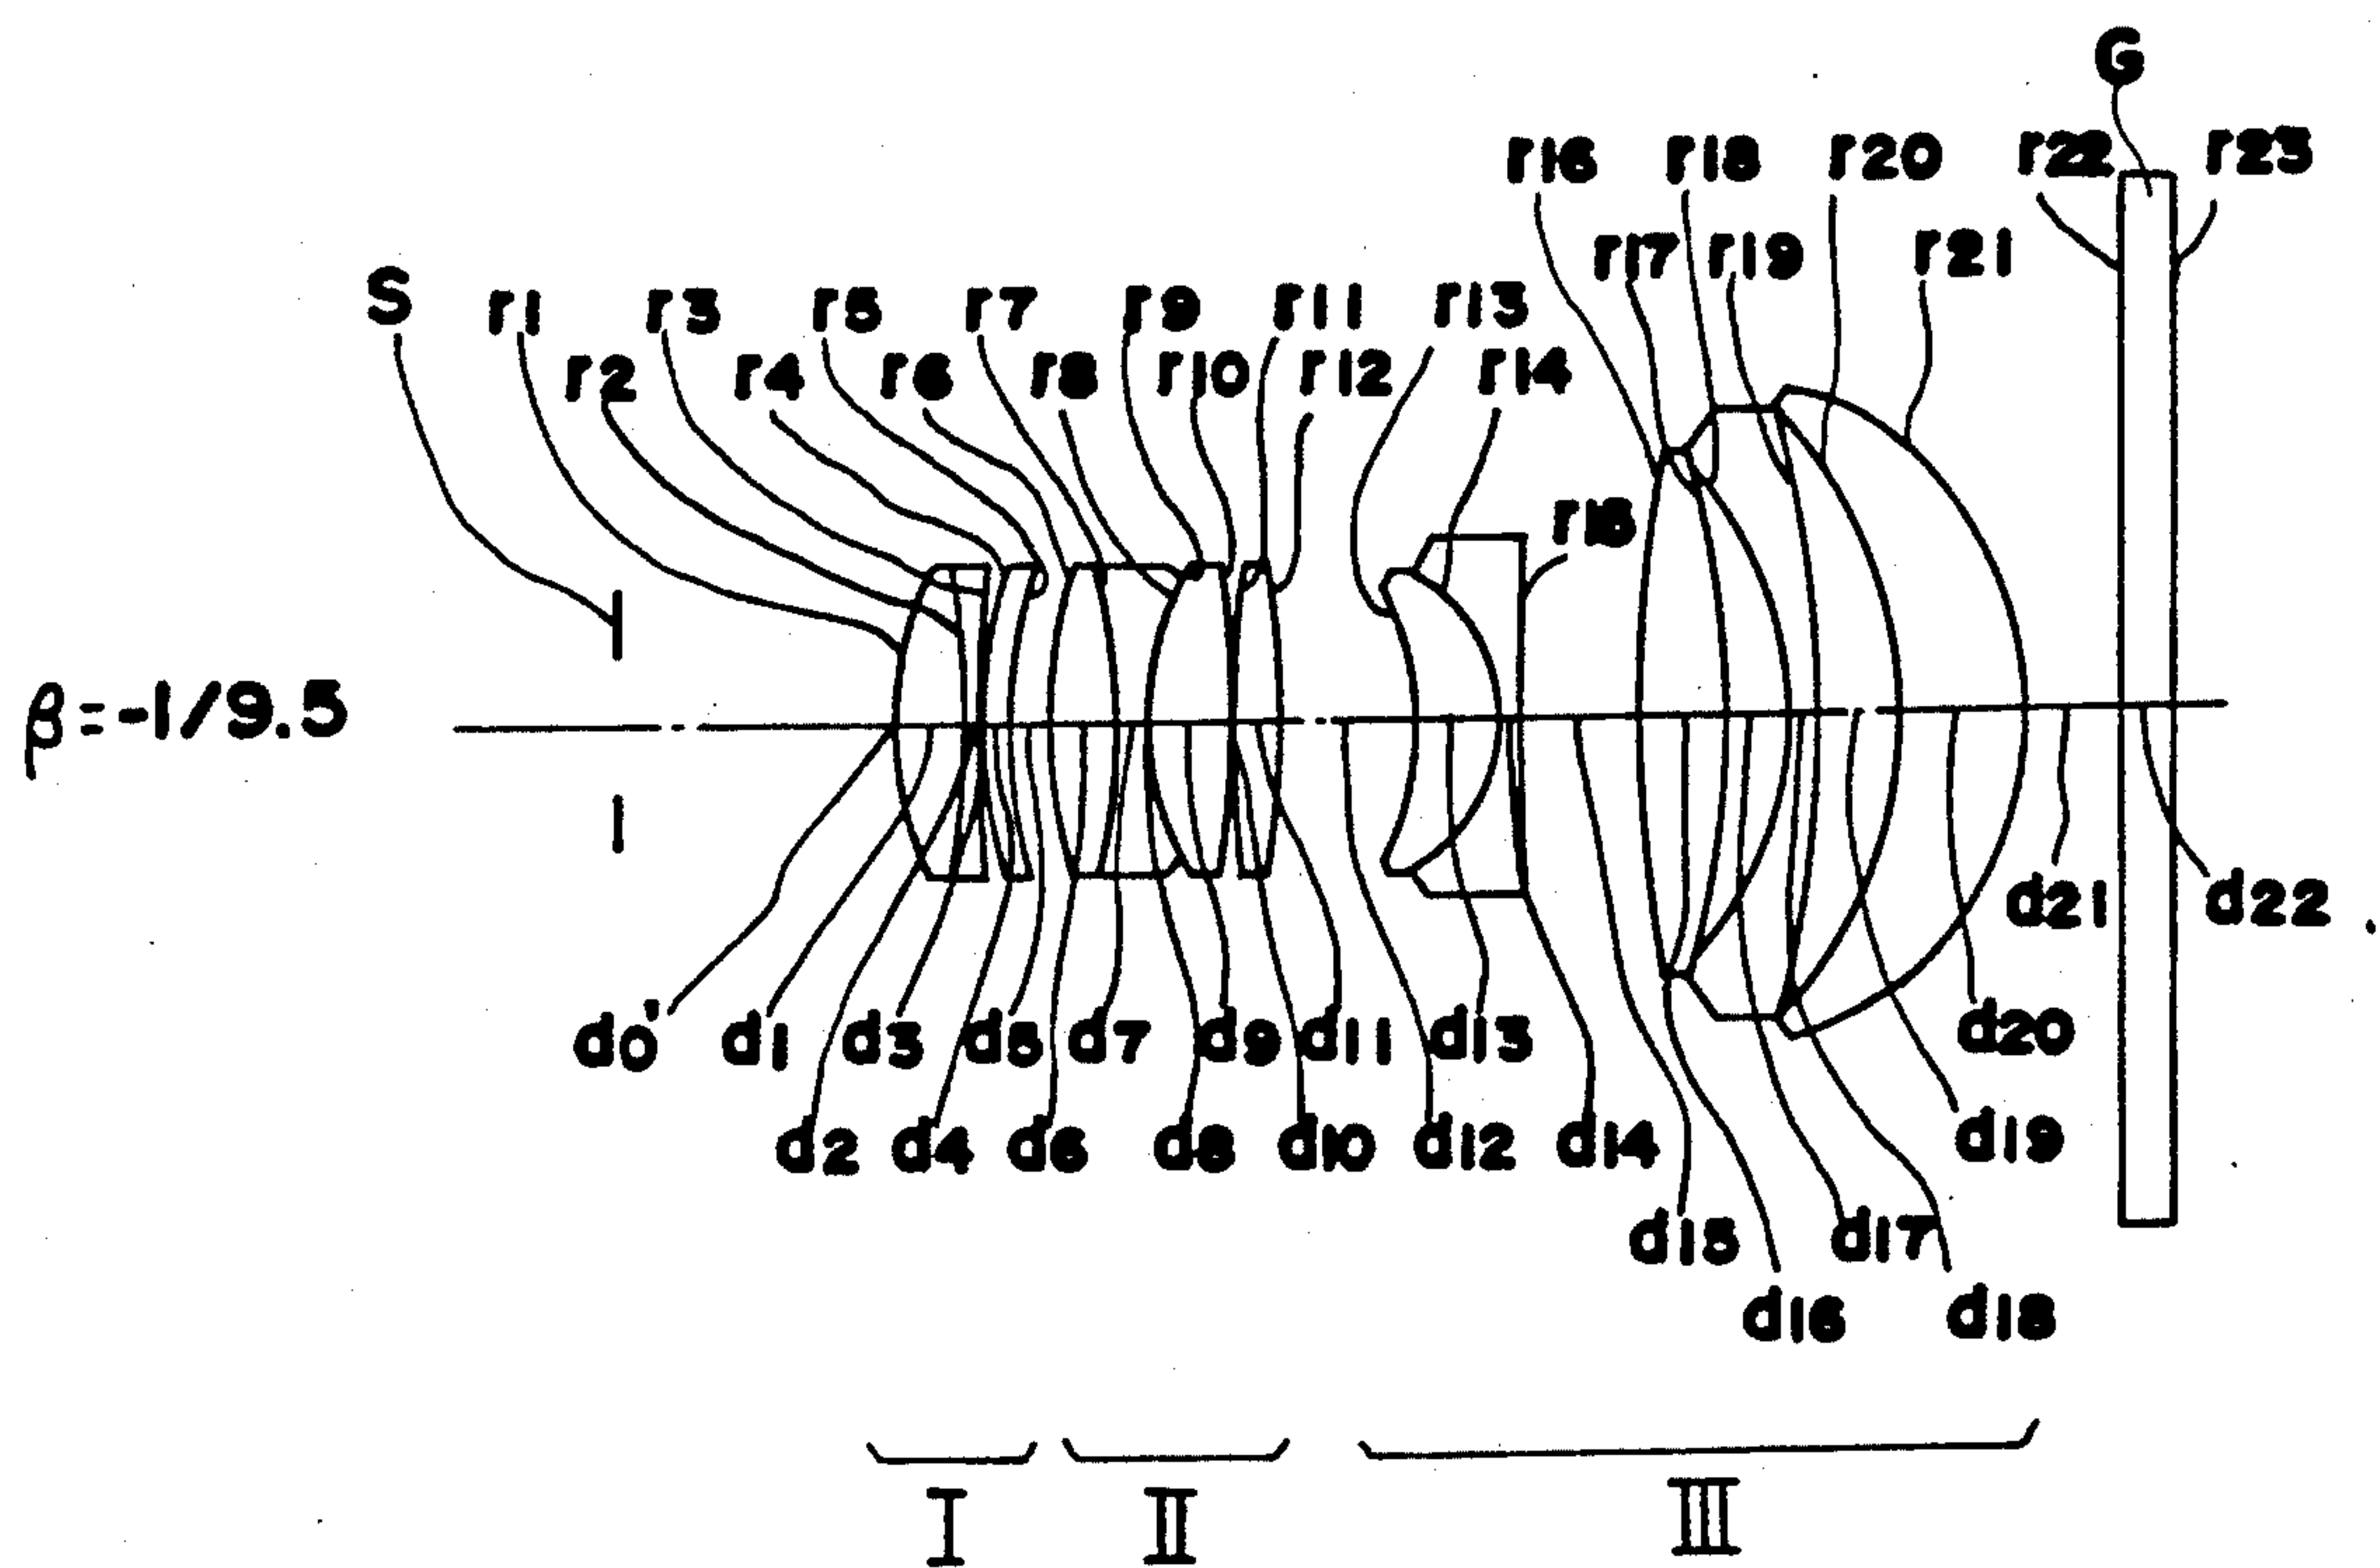 G
r16 r18 r20 r22 r23
r17 r19 r21
S r1 r3 r5 r7 r9 r11 r13
r2 r4 r6 r8 r10 r12 r14
r15
β=-1/9.5
d21 d22
d0' d1 d3 d5 d7 d9 d11 d13 d20
d2 d4 d6 d8 d10 d12 d14 d19
d15 d17
d16 d18
I II III